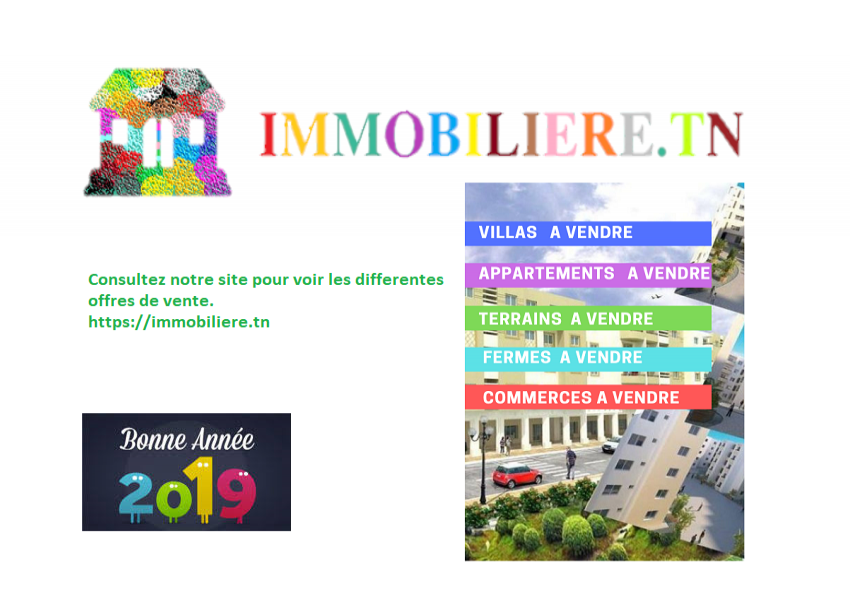 IMMOBILIERE.TN
VILLAS A VENDRE
APPARTEMENTS A VENDRE
TERRAINS A VENDRE
FERMES A VENDRE
COMMERCES A VENDRE
Consultez notre site pour voir les differentes
offres de vente.
https://immobiliere.tn
Bonne Année
2019